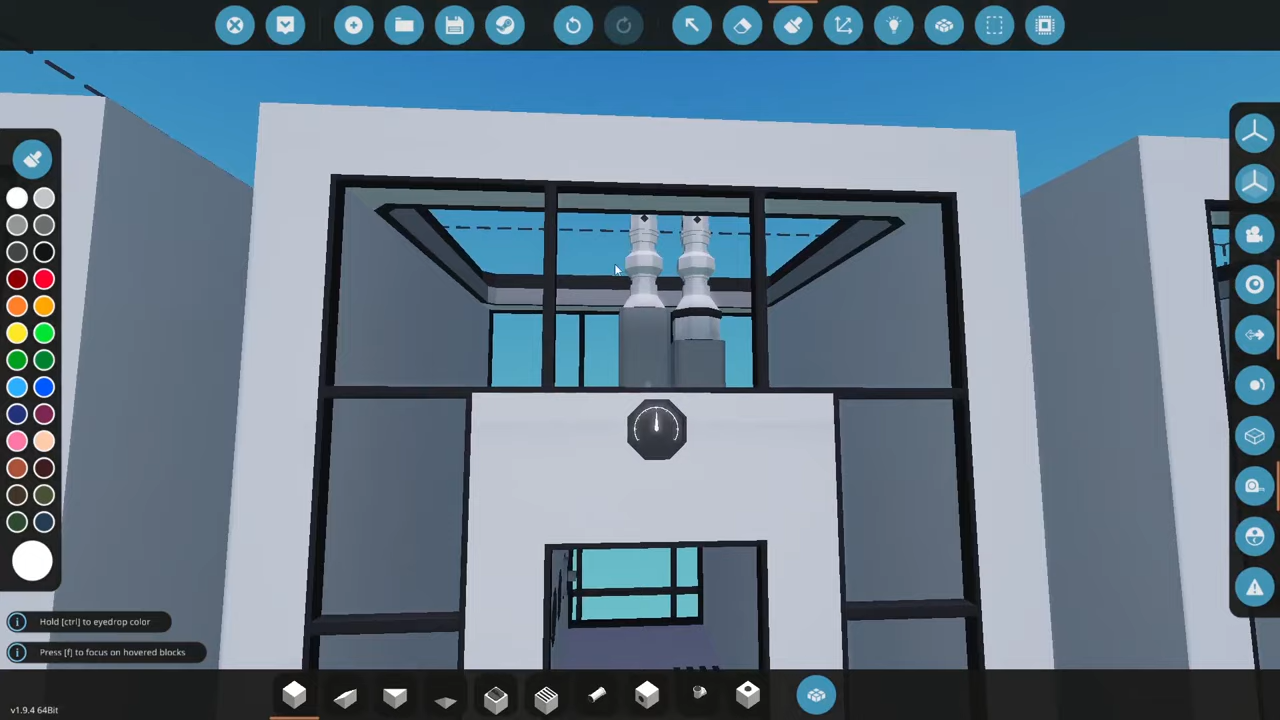 Hold [ctrl] to eyedrop color
Press [f] to focus on hovered blocks
v1.9.4 64Bit